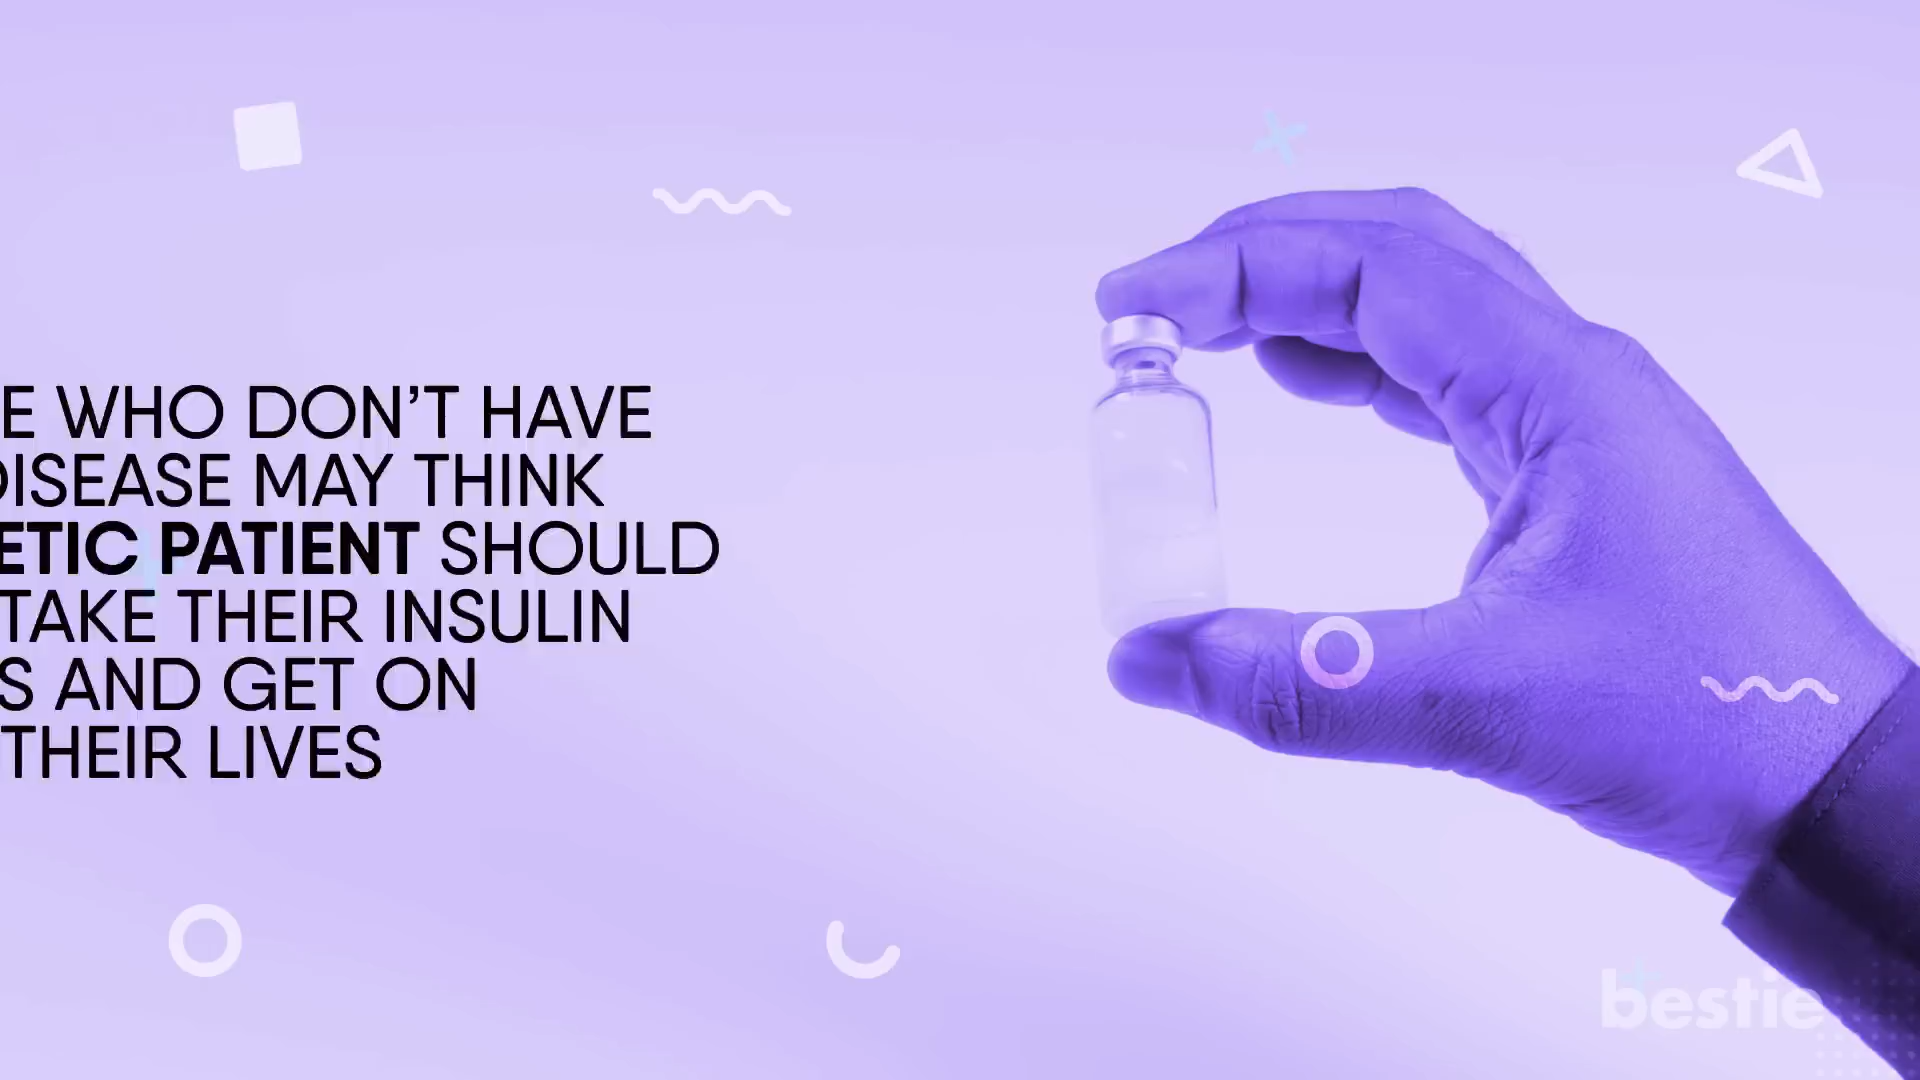 E WHO DON’T HAVE
DISEASE MAY THINK
ETIC PATIENT SHOULD
TAKE THEIR INSULIN
S AND GET ON
THEIR LIVES
bestie